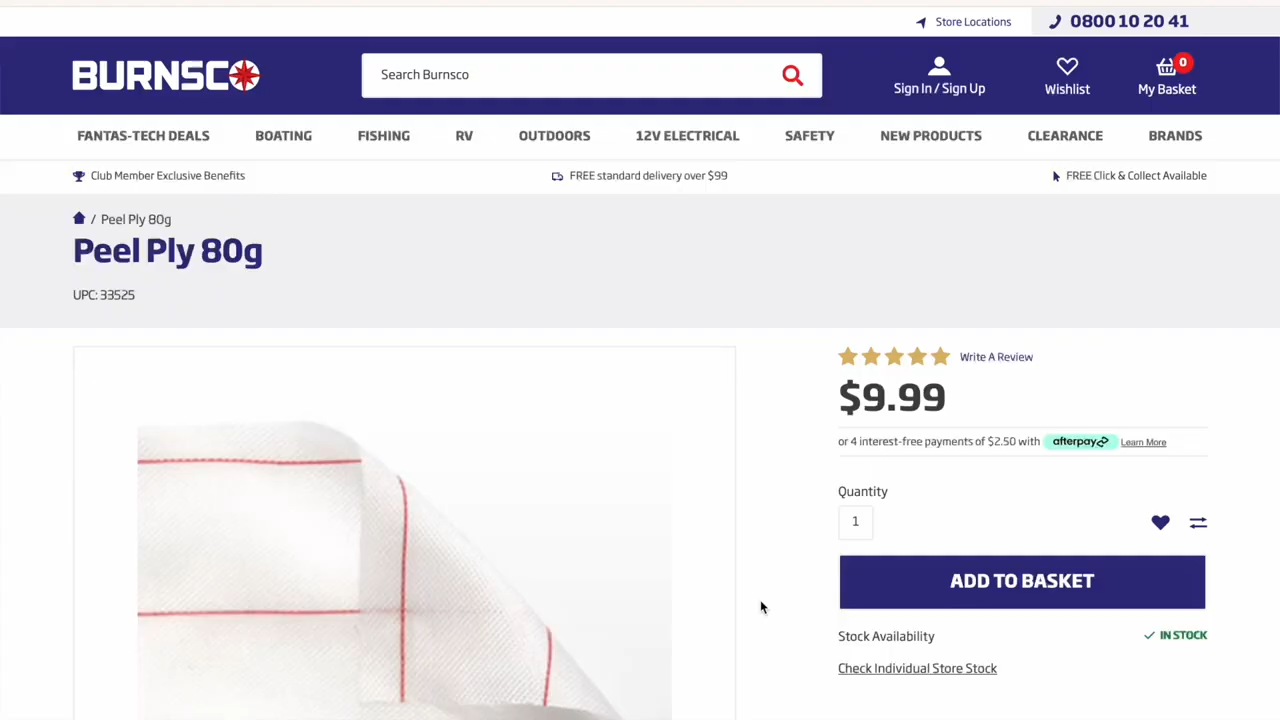 Store Locations
0800 10 20 41
BURNSCO
Search Burnsco
Sign In / Sign Up
Wishlist
0
My Basket
FANTAS-TECH DEALS
BOATING
FISHING
RV
OUTDOORS
12V ELECTRICAL
SAFETY
NEW PRODUCTS
CLEARANCE
BRANDS
Club Member Exclusive Benefits
FREE standard delivery over $99
FREE Click & Collect Available
/ Peel Ply 80g
Peel Ply 80g
UPC: 33525
Write A Review
$9.99
or 4 interest-free payments of $2.50 with afterpay Learn More
Quantity
1
ADD TO BASKET
Stock Availability
IN STOCK
Check Individual Store Stock